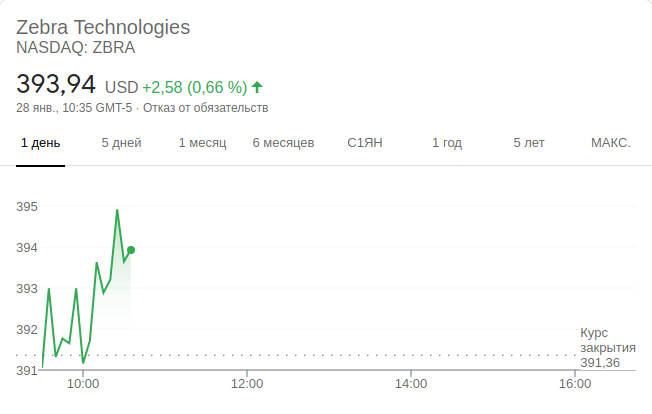 Zebra Technologies
NASDAQ: ZBRA
393,94 USD +2,58 (0,66 %)
28 янв., 10:35 GMT-5 · Отказ от обязательств
1 день 5 дней 1 месяц 6 месяцев С1ЯН 1 год 5 лет МАКС.
395
394
393
392
Курс
закрытия
391,36
391
10:00 12:00 14:00 16:00